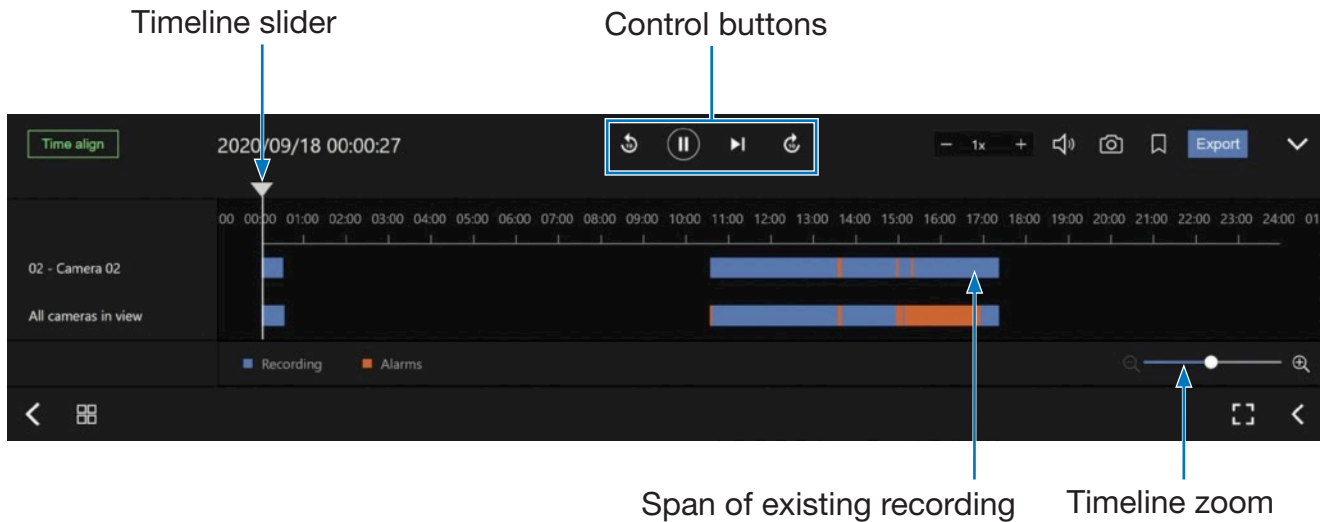 Timeline slider
Control buttons
Time align
2020/09/18 00:00:27
− 1x +
Export
:00 00:00 01:00 02:00 03:00 04:00 05:00 06:00 07:00 08:00 09:00 10:00 11:00 12:00 13:00 14:00 15:00 16:00 17:00 18:00 19:00 20:00 21:00 22:00 23:00 24:00 01
02 - Camera 02
All cameras in view
Recording
Alarms
Span of existing recording
Timeline zoom